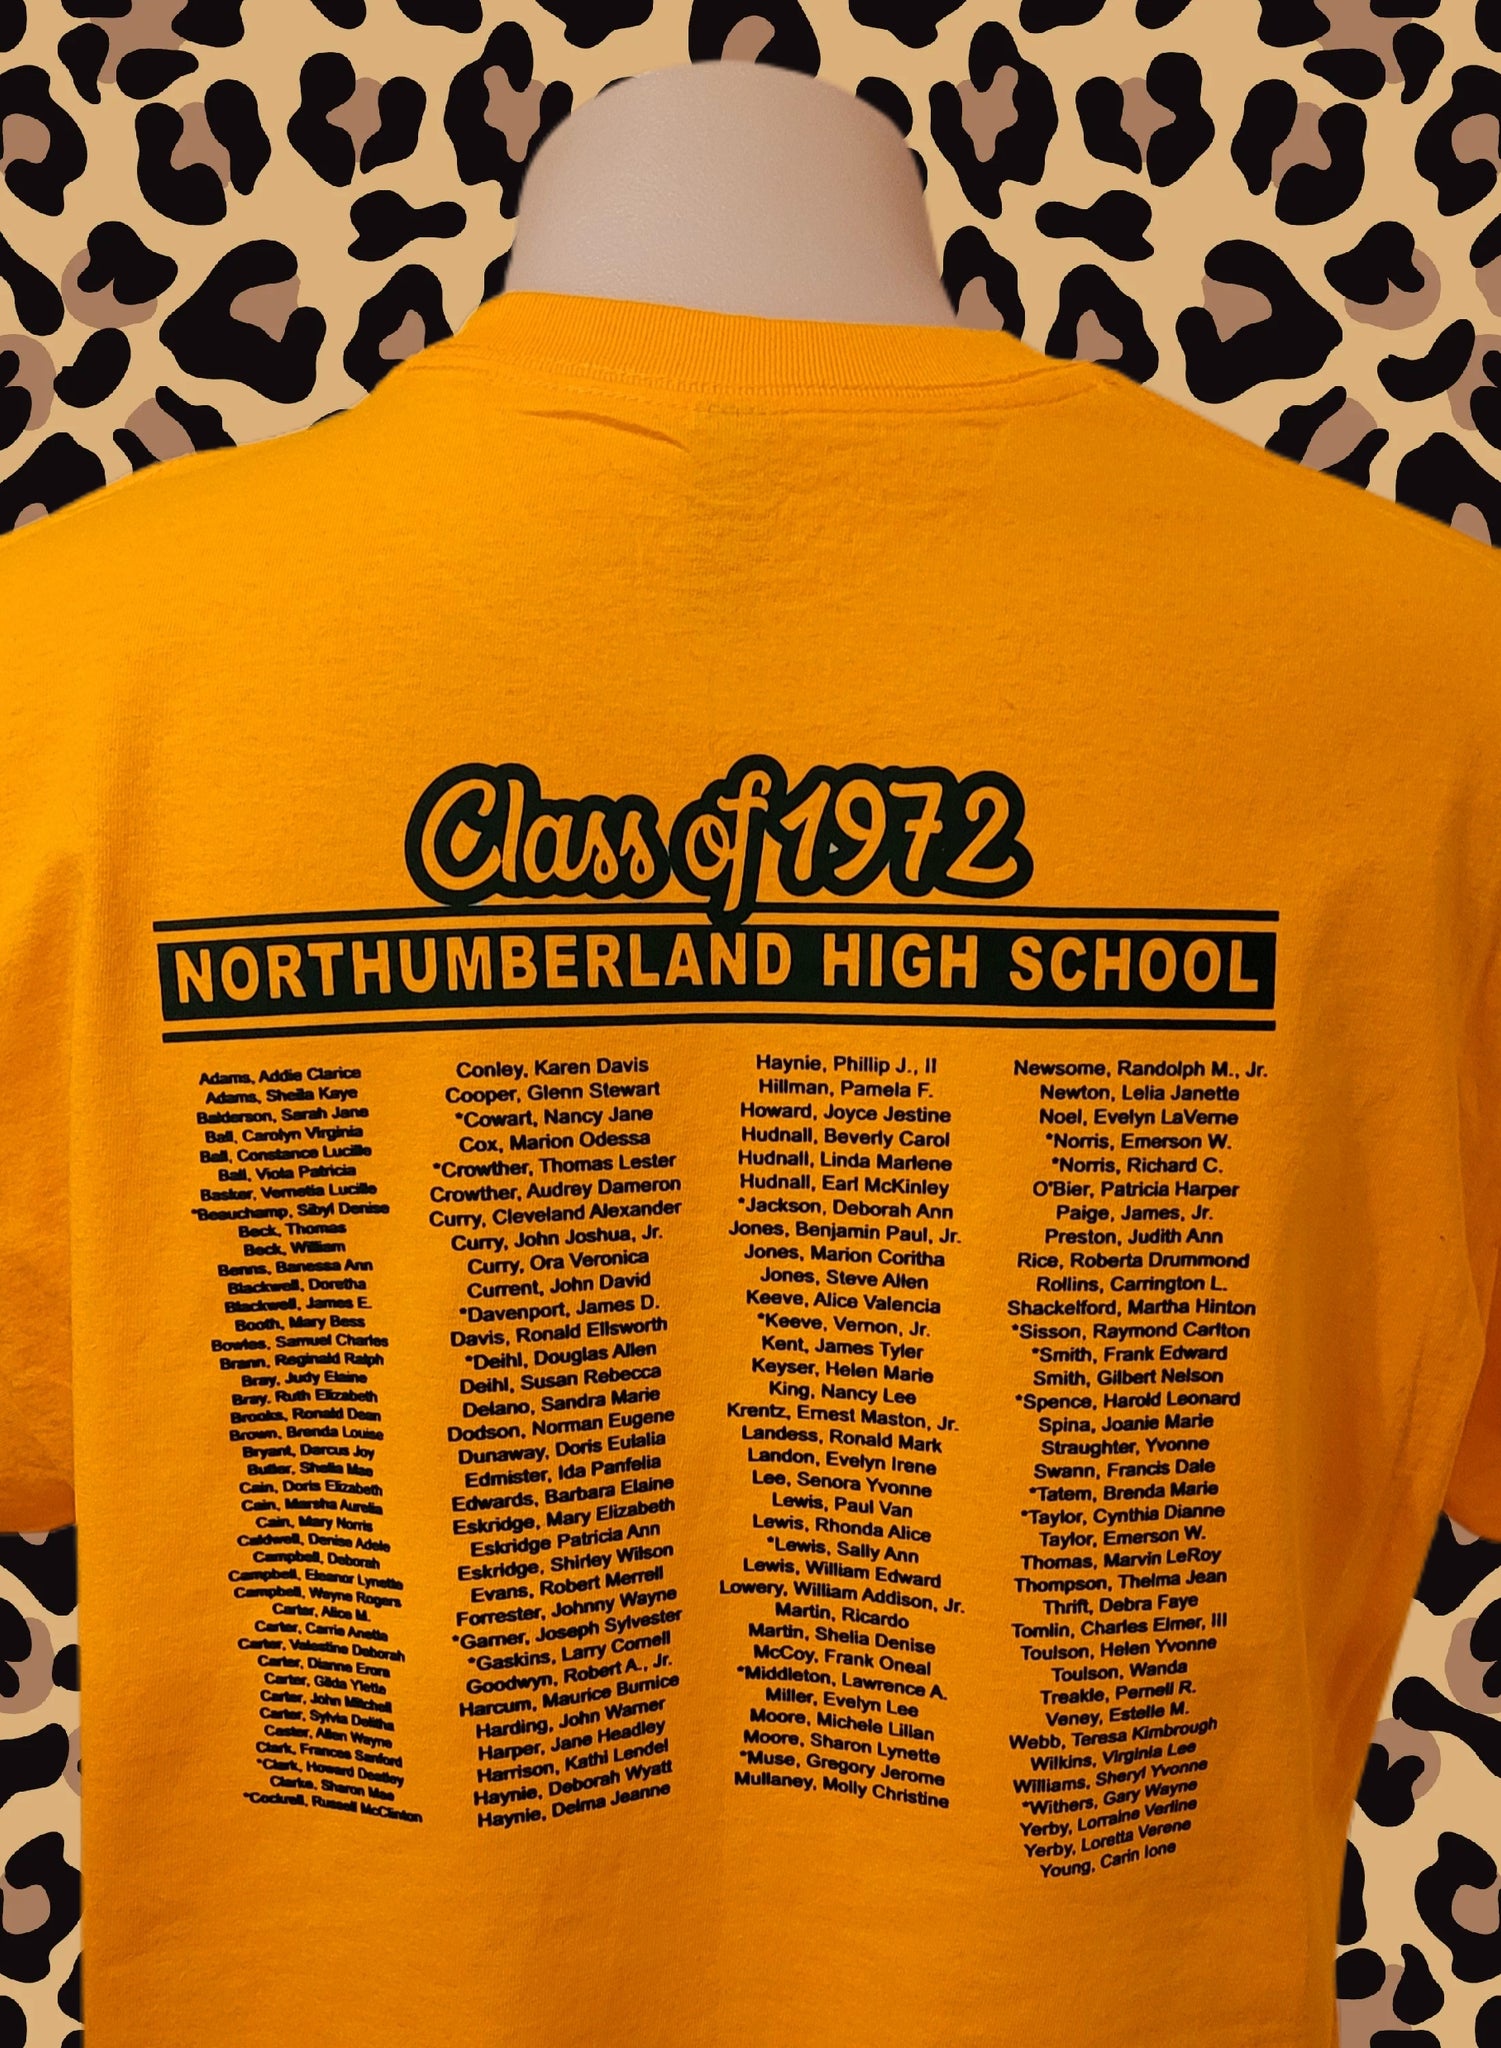 Class of 1972
NORTHUMBERLAND HIGH SCHOOL
Adams, Addie Clarice
Adams, Sheila Kaye
Balderson, Sarah Jane
Ball, Carolyn Virginia
Ball, Constance Lucille
Ball, Viola Patricia
Basker, Vernetia Lucille
*Beauchamp, Sibyl Denise
Beck, Thomas
Beck, William
Benns, Banessa Ann
Blackwell, Doretha
Blackwell, James E.
Booth, Mary Bess
Bowles, Samuel Charles
Brann, Reginald Ralph
Bray, Judy Elaine
Bray, Ruth Elizabeth
Brooks, Ronald Dean
Brown, Brenda Louise
Bryant, Darcus Joy
Butler, Shelia Mae
Cain, Doris Elizabeth
Cain, Marsha Aurelia
Cain, Mary Norris
Caldwell, Denise Adele
Campbell, Deborah
Campbell, Eleanor Lynette
Campbell, Wayne Rogers
Carter, Alice M.
Carter, Carrie Anetta
Carter, Valestine Deborah
Carter, Dianne Erora
Carter, Gilda Ylette
Carter, John Mitchell
Carter, Sylvia Delitha
Caster, Allen Wayne
Clark, Frances Sanford
*Clark, Howard Destley
Clarke, Sharon Mae
*Cockrell, Russell McClinton
Conley, Karen Davis
Cooper, Glenn Stewart
*Cowart, Nancy Jane
Cox, Marion Odessa
*Crowther, Thomas Lester
Crowther, Audrey Dameron
Curry, Cleveland Alexander
Curry, John Joshua, Jr.
Curry, Ora Veronica
Current, John David
*Davenport, James D.
Davis, Ronald Ellsworth
*Deihl, Douglas Allen
Deihl, Susan Rebecca
Delano, Sandra Marie
Dodson, Norman Eugene
Dunaway, Doris Eulalia
Edmister, Ida Panfelia
Edwards, Barbara Elaine
Eskridge, Mary Elizabeth
Eskridge Patricia Ann
Eskridge, Shirley Wilson
Evans, Robert Merrell
Forrester, Johnny Wayne
*Garner, Joseph Sylvester
*Gaskins, Larry Cornell
Goodwyn, Robert A., Jr.
Harcum, Maurice Burnice
Harding, John Warner
Harper, Jane Headley
Harrison, Kathi Lendel
Haynie, Deborah Wyatt
Haynie, Delma Jeanne
Haynie, Phillip J., II
Hillman, Pamela F.
Howard, Joyce Jestine
Hudnall, Beverly Carol
Hudnall, Linda Marlene
Hudnall, Earl McKinley
*Jackson, Deborah Ann
Jones, Benjamin Paul, Jr.
Jones, Marion Coritha
Jones, Steve Allen
Keeve, Alice Valencia
*Keeve, Vernon, Jr.
Kent, James Tyler
Keyser, Helen Marie
King, Nancy Lee
Krentz, Ernest Maston, Jr.
Landess, Ronald Mark
Landon, Evelyn Irene
Lee, Senora Yvonne
Lewis, Paul Van
Lewis, Rhonda Alice
*Lewis, Sally Ann
Lewis, William Edward
Lowery, William Addison, Jr.
Martin, Ricardo
Martin, Shelia Denise
McCoy, Frank Oneal
*Middleton, Lawrence A.
Miller, Evelyn Lee
Moore, Michele Lilian
Moore, Sharon Lynette
*Muse, Gregory Jerome
Mullaney, Molly Christine
Newsome, Randolph M., Jr.
Newton, Lelia Janette
Noel, Evelyn LaVerne
*Norris, Emerson W.
*Norris, Richard C.
O'Bier, Patricia Harper
Paige, James, Jr.
Preston, Judith Ann
Rice, Roberta Drummond
Rollins, Carrington L.
Shackelford, Martha Hinton
*Sisson, Raymond Carlton
*Smith, Frank Edward
Smith, Gilbert Nelson
*Spence, Harold Leonard
Spina, Joanie Marie
Straughter, Yvonne
Swann, Francis Dale
*Tatem, Brenda Marie
*Taylor, Cynthia Dianne
Taylor, Emerson W.
Thomas, Marvin LeRoy
Thompson, Thelma Jean
Thrift, Debra Faye
Tomlin, Charles Elmer, III
Toulson, Helen Yvonne
Toulson, Wanda
Treakle, Pernell R.
Veney, Estelle M.
Webb, Teresa Kimbrough
Wilkins, Virginia Lee
Williams, Sheryl Yvonne
*Withers, Gary Wayne
Yerby, Lorraine Verline
Yerby, Loretta Verene
Young, Carin Ione